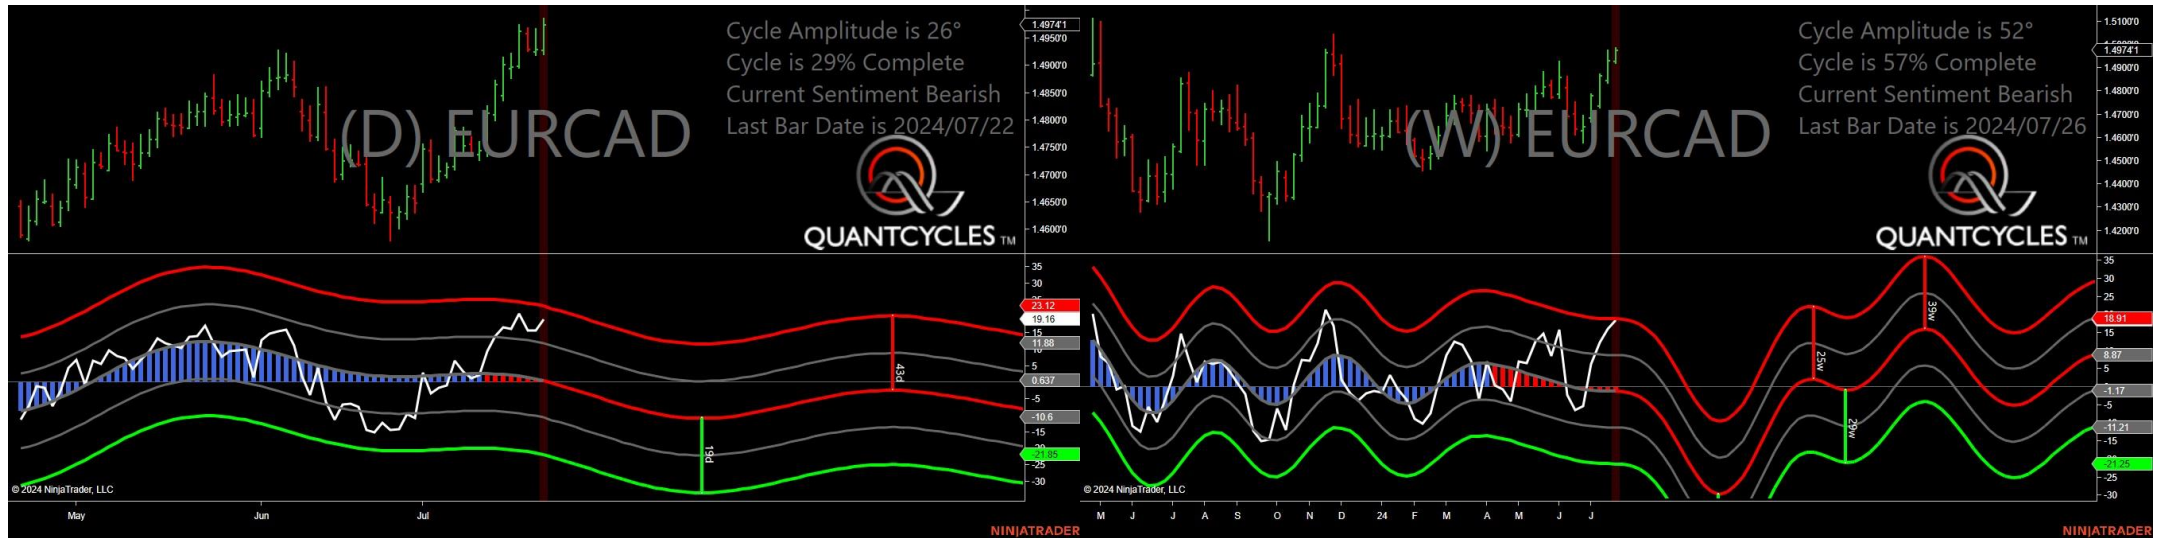 Cycle Amplitude is 26°
Cycle is 29% Complete
Current Sentiment Bearish
Last Bar Date is 2024/07/22
(D) EURCAD
QUANTCYCLES TM
1.4974'1
1.4950'0
1.4900'0
1.4850'0
1.4800'0
1.4750'0
1.4700'0
1.4650'0
1.4600'0
35
30
23.12
19.16
15
11.88
5
0.637
-5
-10.6
-15
-21.85
-25
-30
19d
43d
© 2024 NinjaTrader, LLC
May Jun Jul
NINJATRADER
Cycle Amplitude is 52°
Cycle is 57% Complete
Current Sentiment Bearish
Last Bar Date is 2024/07/26
(W) EURCAD
QUANTCYCLES TM
1.5100'0
1.4974'1
1.4900'0
1.4800'0
1.4700'0
1.4600'0
1.4500'0
1.4400'0
1.4300'0
1.4200'0
35
30
25
18.91
15
8.87
5
-1.17
-5
-11.21
-15
-21.25
-25
-30
25w
29w
39w
© 2024 NinjaTrader, LLC
M J J A S O N D 24 F M A M J J
NINJATRADER